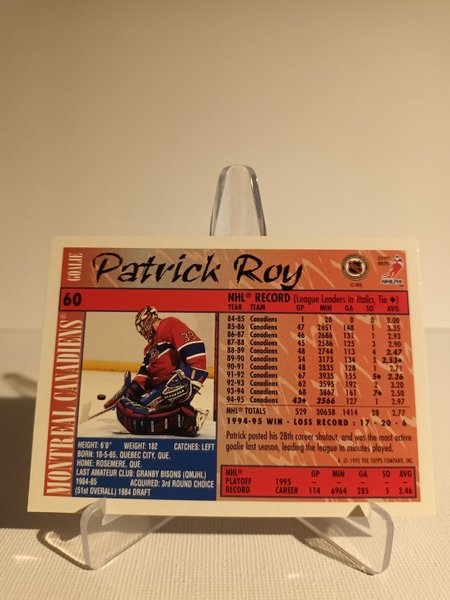 GOALIE
Patrick Roy
TOPPS
© NHL
NHLPA
60
MONTREAL CANADIENS™
NHL® RECORD (League Leaders in Italics, Tie ♦)
YEAR TEAM GP MIN GA SO AVG
84-85 Canadiens 1 20 0 0 0.00
85-86 Canadiens 47 2651 148 1 3.35
86-87 Canadiens 46 2686 131 1 2.93
87-88 Canadiens 45 2586 125 3 2.90
88-89 Canadiens 48 2744 113 4 2.47
89-90 Canadiens 54 3173 134 3 2.53♦
90-91 Canadiens 48 2835 128 1 2.71
91-92 Canadiens 67 3935 155 5♦ 2.36
92-93 Canadiens 62 3595 192 2 3.20
93-94 Canadiens 68 3867 161 7♦ 2.50
94-95 Canadiens 43♦ 2566 127 1 2.97
NHL® TOTALS 529 30658 1414 28 2.77
1994-95 WIN - LOSS RECORD : 17 - 20 - 6
Patrick posted his 28th career shutout, and was the most active
goalie last season, leading the league in minutes played.
& © 1995 THE TOPPS COMPANY, INC.
HEIGHT: 6'0" WEIGHT: 182 CATCHES: LEFT
BORN: 10-5-65, QUEBEC CITY, QUE.
HOME: ROSEMERE, QUE.
LAST AMATEUR CLUB: GRANBY BISONS (QMJHL)
1984-85 ACQUIRED: 3RD ROUND CHOICE
(51st OVERALL) 1984 DRAFT
NHL® GP MIN GA SO AVG
PLAYOFF 1995 – – – – –
RECORD CAREER 114 6964 285 5 2.46